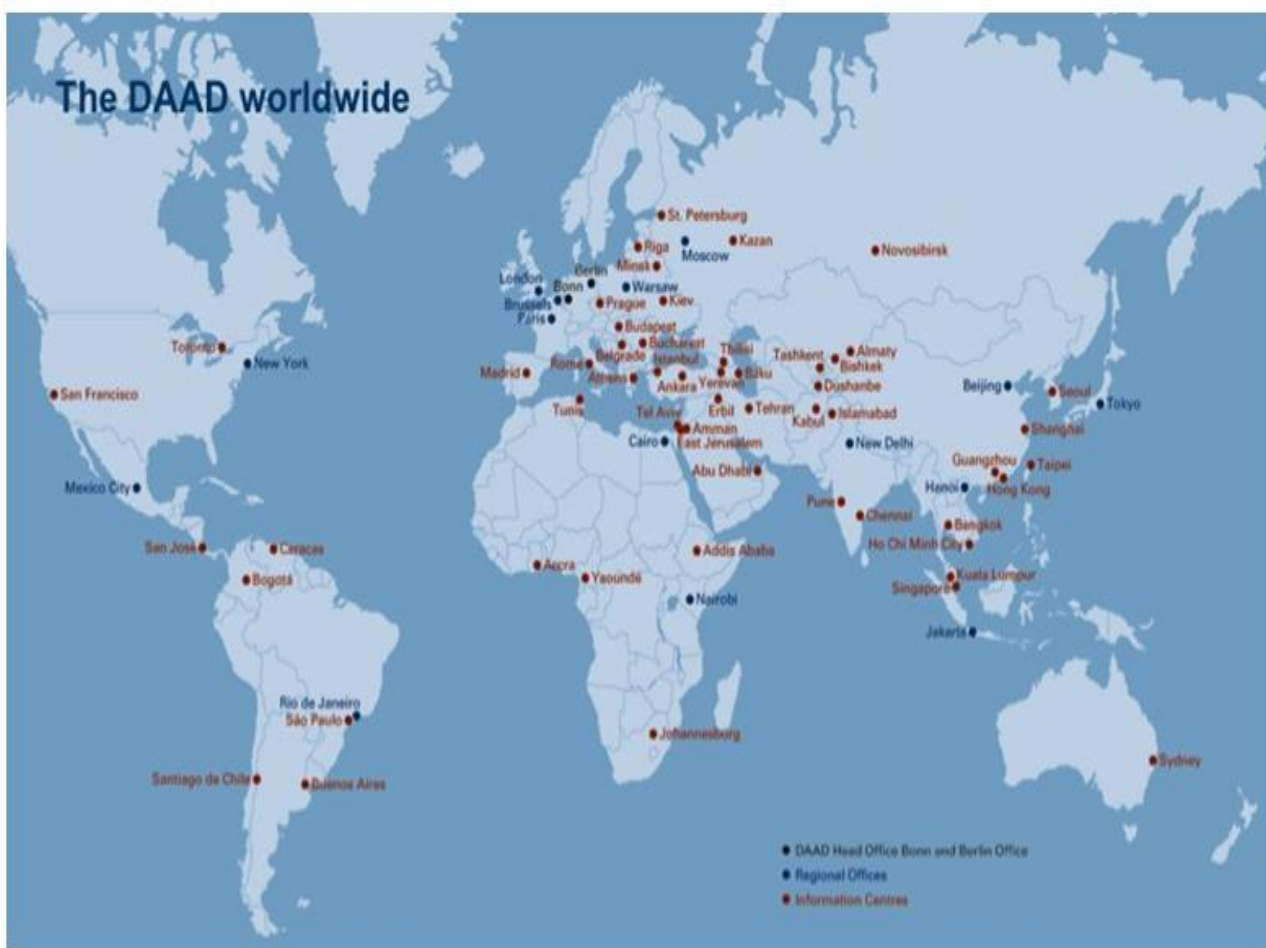 The DAAD worldwide
St. Petersburg
Riga
Moscow
Kazan
Novosibirsk
Minsk
Berlin
London
Bonn
Warsaw
Brussels
Prague
Kiev
Paris
Budapest
Toronto
New York
Belgrade
Bucharest
Rome
Istanbul
Tbilisi
Tashkent
Almaty
Bishkek
Madrid
Athens
Ankara
Yerevan
Baku
Dushanbe
Beijing
Seoul
Tokyo
San Francisco
Tunis
Tel Aviv
Erbil
Tehran
Kabul
Islamabad
Amman
Shanghai
Cairo
East Jerusalem
New Delhi
Abu Dhabi
Guangzhou
Taipei
Mexico City
Hanoi
Hong Kong
Pune
Chennai
Bangkok
San José
Caracas
Addis Ababa
Ho Chi Minh City
Accra
Yaoundé
Bogotá
Kuala Lumpur
Singapore
Nairobi
Jakarta
Rio de Janeiro
São Paulo
Johannesburg
Sydney
Santiago de Chile
Buenos Aires
DAAD Head Office Bonn and Berlin Office
Regional Offices
Information Centres